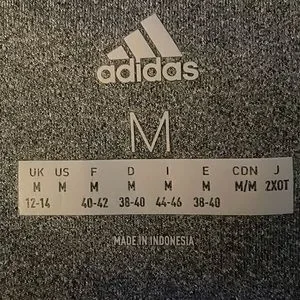 adidas
M
UK US F D I E CDN J
M M M M M M M/M 2XOT
12-14 40-42 38-40 44-46 38-40
MADE IN INDONESIA